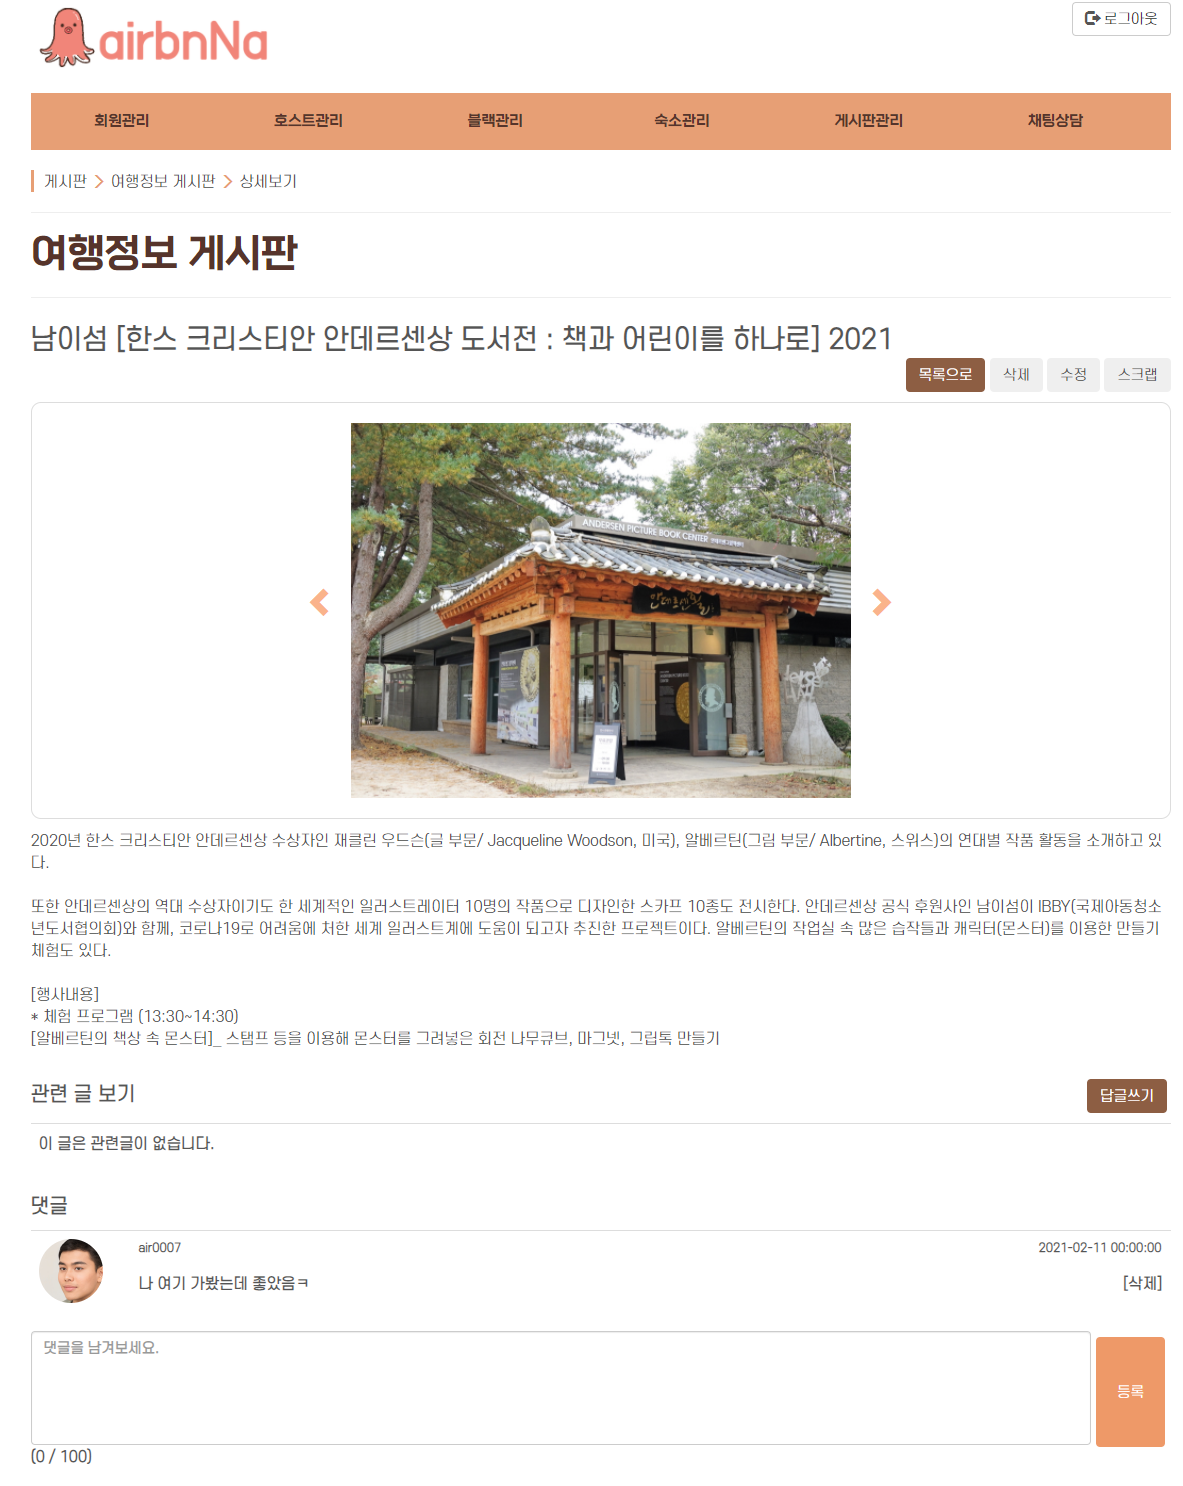 airbnNa
로그아웃
회원관리 호스트관리 블랙관리 숙소관리 게시판관리 채팅상담
게시판 > 여행정보 게시판 > 상세보기
여행정보 게시판
남이섬 [한스 크리스티안 안데르센상 도서전 : 책과 어린이를 하나로] 2021
목록으로 삭제 수정 스크랩
ANDERSEN PICTURE BOOK CENTER
안데르센홀
2020년 한스 크리스티안 안데르센상 수상자인 재클린 우드슨(글 부문/ Jacqueline Woodson, 미국), 알베르틴(그림 부문/ Albertine, 스위스)의 연대별 작품 활동을 소개하고 있
다.
또한 안데르센상의 역대 수상자이기도 한 세계적인 일러스트레이터 10명의 작품으로 디자인한 스카프 10종도 전시한다. 안데르센상 공식 후원사인 남이섬이 IBBY(국제아동청소
년도서협의회)와 함께, 코로나19로 어려움에 처한 세계 일러스트계에 도움이 되고자 추진한 프로젝트이다. 알베르틴의 작업실 속 많은 습작들과 캐릭터(몬스터)를 이용한 만들기
체험도 있다.
[행사내용]
* 체험 프로그램 (13:30~14:30)
[알베르틴의 책상 속 몬스터]_ 스탬프 등을 이용해 몬스터를 그려넣은 회전 나무큐브, 마그넷, 그립톡 만들기
관련 글 보기
답글쓰기
이 글은 관련글이 없습니다.
댓글
air0007 2021-02-11 00:00:00
나 여기 가봤는데 좋았음ㅋ [삭제]
댓글을 남겨보세요.
등록
(0 / 100)